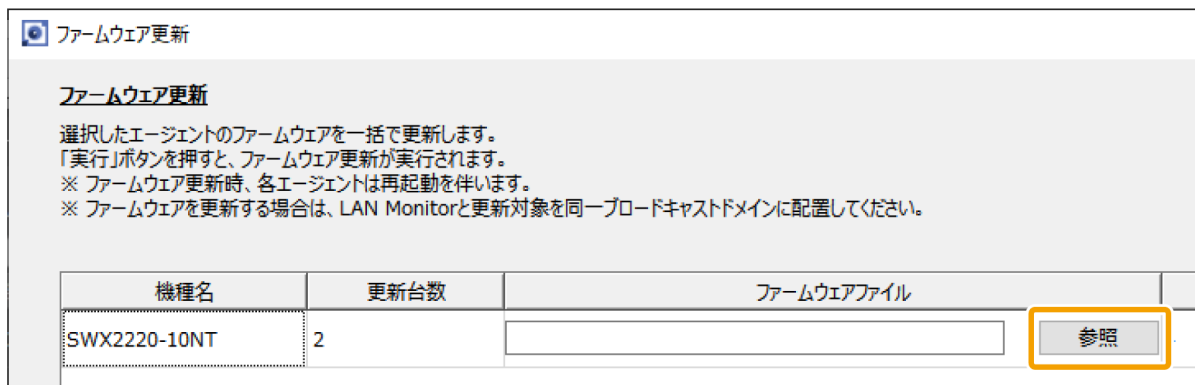 ファームウェア更新
ファームウェア更新
選択したエージェントのファームウェアを一括で更新します。
「実行」ボタンを押すと、ファームウェア更新が実行されます。
※ ファームウェア更新時、各エージェントは再起動を伴います。
※ ファームウェアを更新する場合は、LAN Monitorと更新対象を同一ブロードキャストドメインに配置してください。
機種名 更新台数 ファームウェアファイル
SWX2220-10NT 2 参照